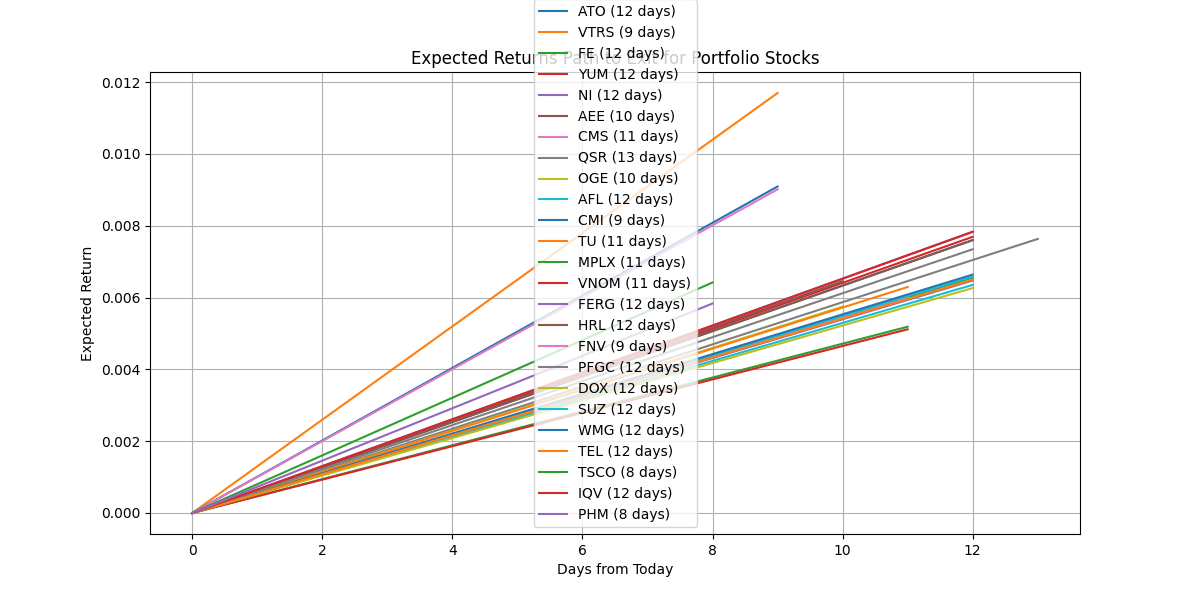 Expected Returns Path to Exit for Portfolio Stocks
ATO (12 days)
VTRS (9 days)
FE (12 days)
YUM (12 days)
NI (12 days)
AEE (10 days)
CMS (11 days)
QSR (13 days)
OGE (10 days)
AFL (12 days)
CMI (9 days)
TU (11 days)
MPLX (11 days)
VNOM (11 days)
FERG (12 days)
HRL (12 days)
FNV (9 days)
PFGC (12 days)
DOX (12 days)
SUZ (12 days)
WMG (12 days)
TEL (12 days)
TSCO (8 days)
IQV (12 days)
PHM (8 days)
Expected Return
0.012
0.010
0.008
0.006
0.004
0.002
0.000
0 2 4 6 8 10 12
Days from Today